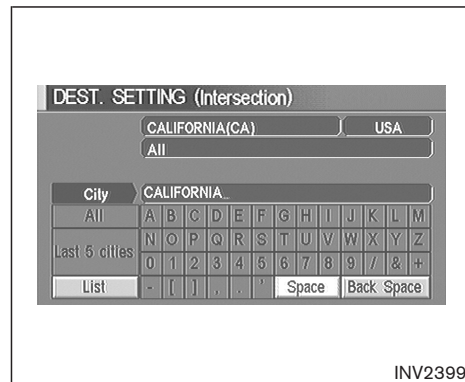 DEST. SETTING (Intersection)
CALIFORNIA(CA) USA
All
City CALIFORNIA_
All A B C D E F G H I J K L M
Last 5 cities N O P Q R S T U V W X Y Z
0 1 2 3 4 5 6 7 8 9 / & +
List - [ ] , . ' Space Back Space
INV2399